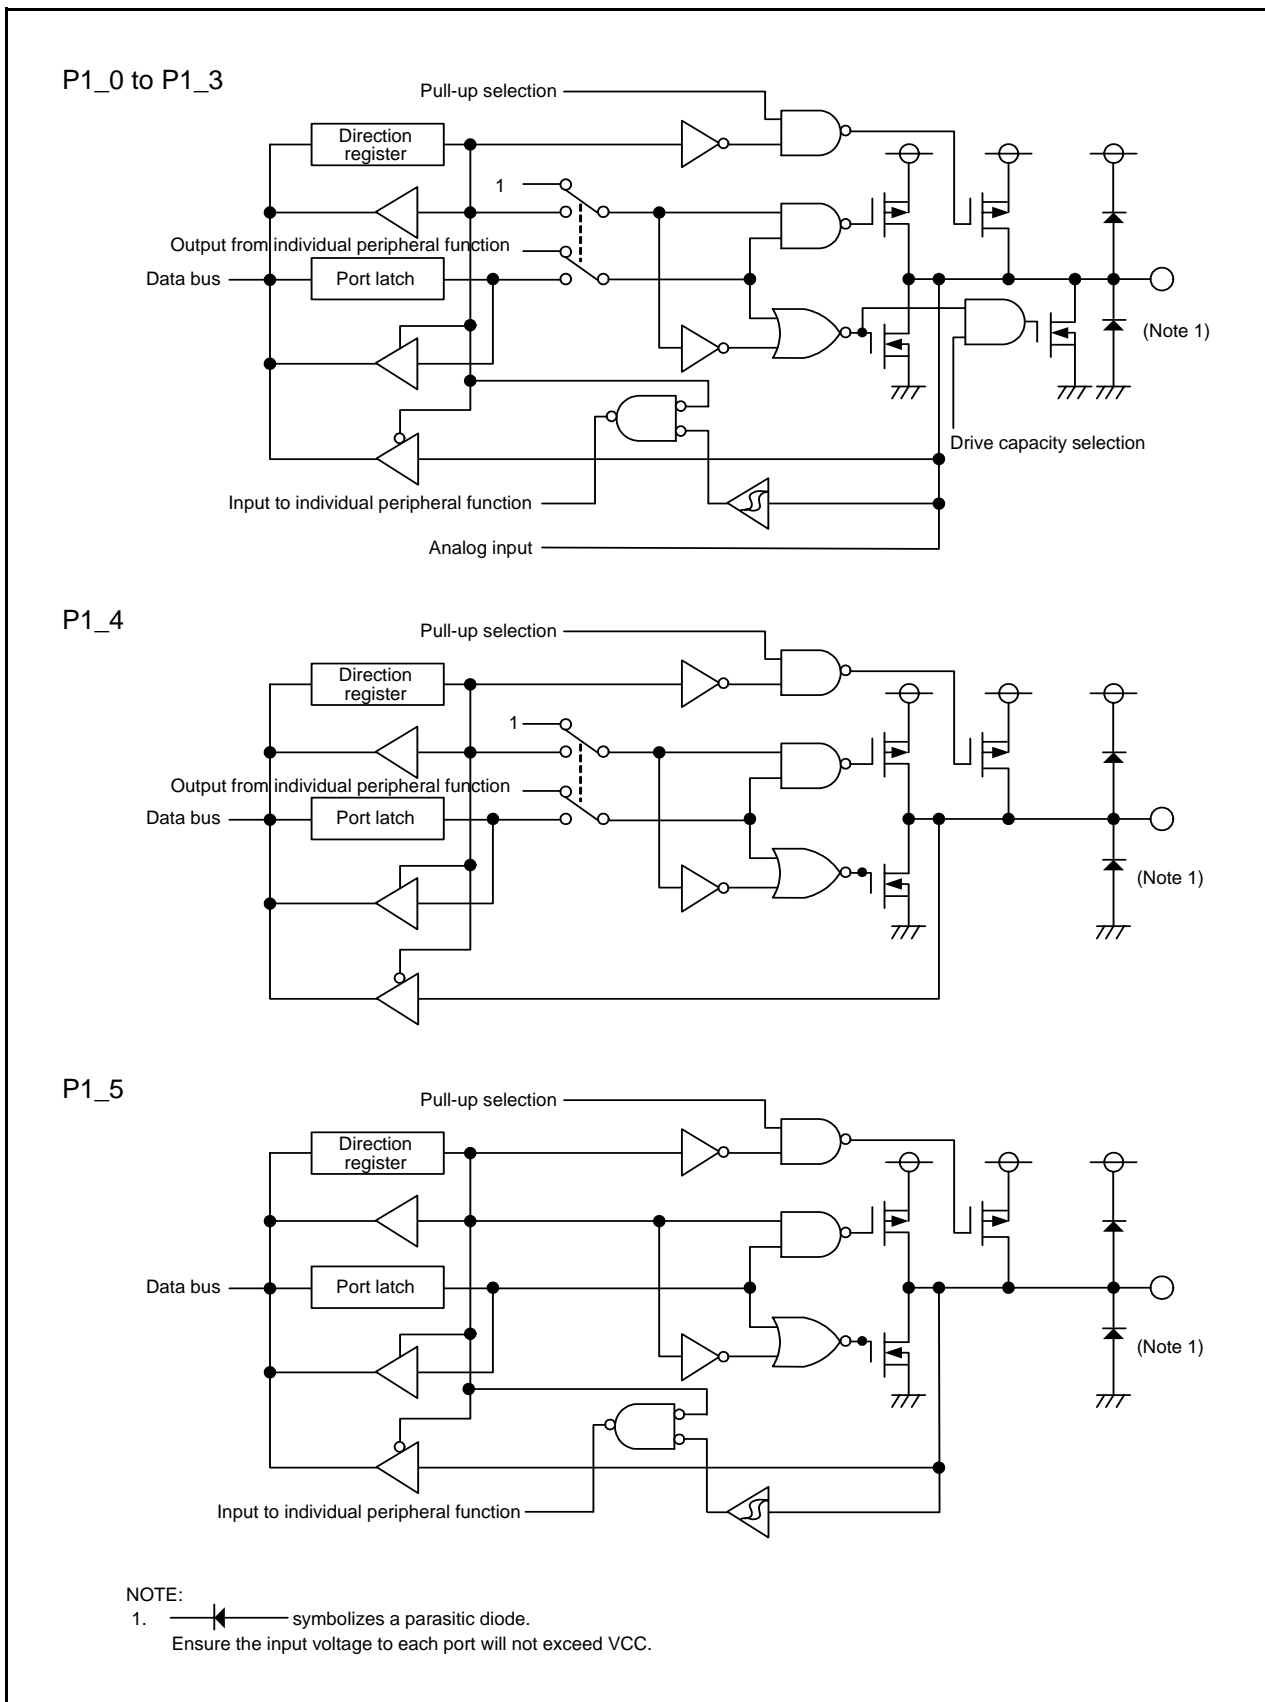 P1_0 to P1_3
Pull-up selection
Direction
register
1
Output from individual peripheral function
Data bus
Port latch
(Note 1)
Drive capacity selection
Input to individual peripheral function
Analog input
P1_4
Pull-up selection
Direction
register
1
Output from individual peripheral function
Data bus
Port latch
(Note 1)
P1_5
Pull-up selection
Direction
register
Data bus
Port latch
(Note 1)
Input to individual peripheral function
NOTE:
1. symbolizes a parasitic diode.
Ensure the input voltage to each port will not exceed VCC.